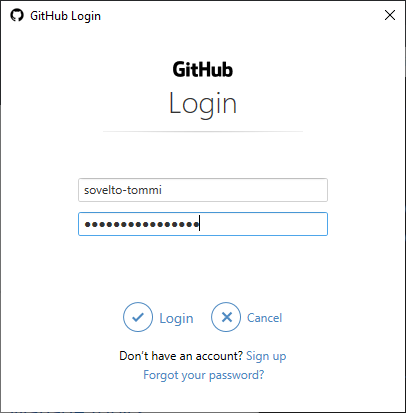 GitHub Login
GitHub
Login
sovelto-tommi
••••••••••••••••
Login
Cancel
Don't have an account? Sign up
Forgot your password?